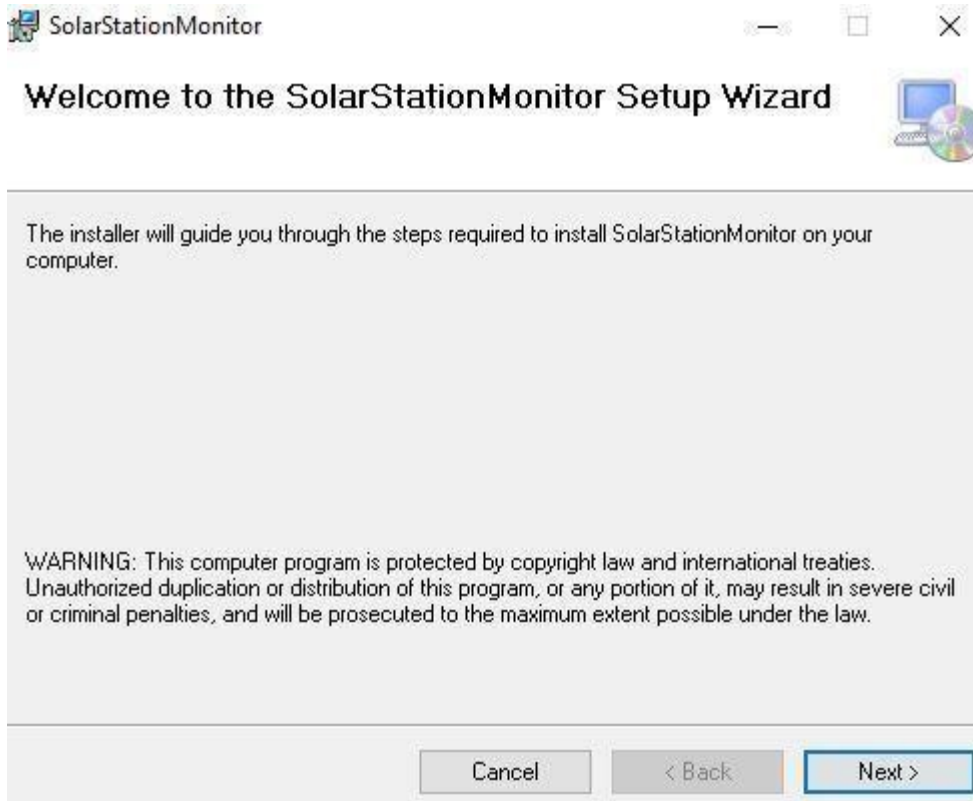 SolarStationMonitor
Welcome to the SolarStationMonitor Setup Wizard
The installer will guide you through the steps required to install SolarStationMonitor on your
computer.
WARNING: This computer program is protected by copyright law and international treaties.
Unauthorized duplication or distribution of this program, or any portion of it, may result in severe civil
or criminal penalties, and will be prosecuted to the maximum extent possible under the law.
Cancel < Back Next >